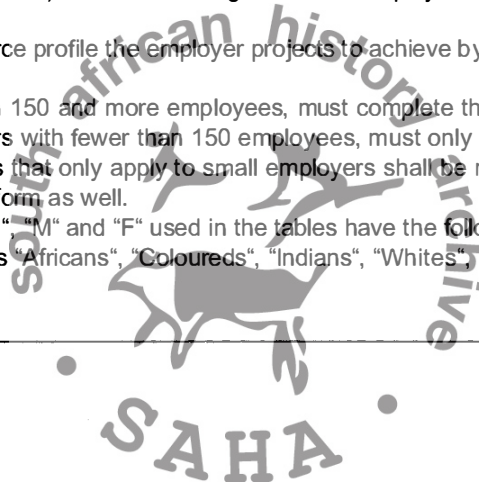 rce profile the employer projects to achieve by
150 and more employees, must complete th
rs with fewer than 150 employees, must only
s that only apply to small employers shall be
form as well.
“, “M“ and “F“ used in the tables have the foll
s “Africans“, “Coloureds“, “Indians“, “Whites“,
south african history archive
SAHA